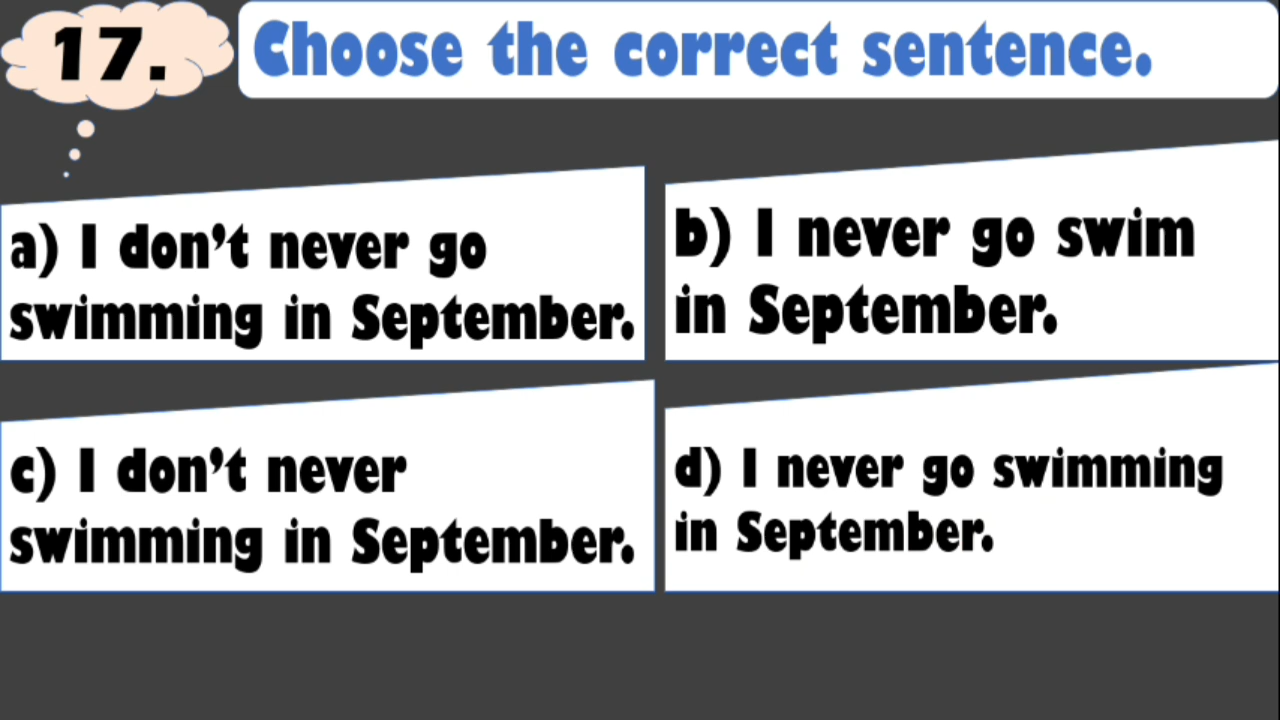 17.
Choose the correct sentence.
a) I don't never go
swimming in September.
b) I never go swim
in September.
c) I don't never
swimming in September.
d) I never go swimming
in September.